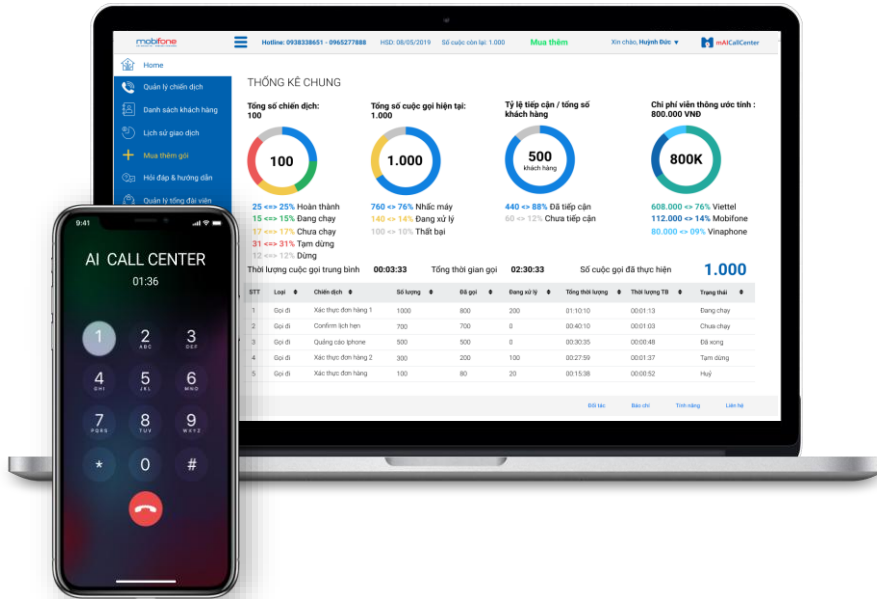 mobifone
Hotline: 0938338651 - 0965277888 HSD: 08/05/2019 Số cuộc còn lại: 1.000 Mua thêm Xin chào, Huỳnh Đức ▼ mAICallCenter
Home
Quản lý chiến dịch
Danh sách khách hàng
Lịch sử giao dịch
Mua thêm gói
Hỏi đáp & hướng dẫn
Quản lý tổng đài viên
THỐNG KÊ CHUNG
Tổng số chiến dịch:
100
100
25 <=> 25% Hoàn thành
15 <=> 15% Đang chạy
17 <=> 17% Chưa chạy
31 <=> 31% Tạm dừng
12 <=> 12% Dừng
Tổng số cuộc gọi hiện tại:
1.000
1.000
760 <> 76% Nhấc máy
140 <> 14% Đang xử lý
100 <> 10% Thất bại
Tỷ lệ tiếp cận / tổng số
khách hàng
500
khách hàng
440 <> 88% Đã tiếp cận
60 <> 12% Chưa tiếp cận
Chi phí viễn thông ước tính :
800.000 VNĐ
800K
608.000 <> 76% Viettel
112.000 <> 14% Mobifone
80.000 <> 09% Vinaphone
Thời lượng cuộc gọi trung bình 00:03:33 Tổng thời gian gọi 02:30:33 Số cuộc gọi đã thực hiện 1.000
STT Loại Chiến dịch Số lượng Đã gọi Đang xử lý Tổng thời lượng Thời lượng TB Trạng thái
1 Gọi đi Xác thực đơn hàng 1 1000 800 200 01:10:10 00:01:13 Đang chạy
2 Gọi đi Confirm lịch hẹn 700 700 0 00:40:10 00:01:03 Chưa chạy
3 Gọi đi Quảng cáo iphone 500 500 0 00:30:35 00:00:48 Đã xong
4 Gọi đi Xác thực đơn hàng 2 300 200 100 00:27:59 00:01:37 Tạm dừng
5 Gọi đi Xác thực đơn hàng 100 80 20 00:15:38 00:00:52 Huỷ
Đối tác Báo chí Tính năng Liên hệ
9:41
AI CALL CENTER
01:36
1 2 3
ABC DEF
4 5 6
GHI JKL MNO
7 8 9
PQRS TUV WXYZ
* 0 #